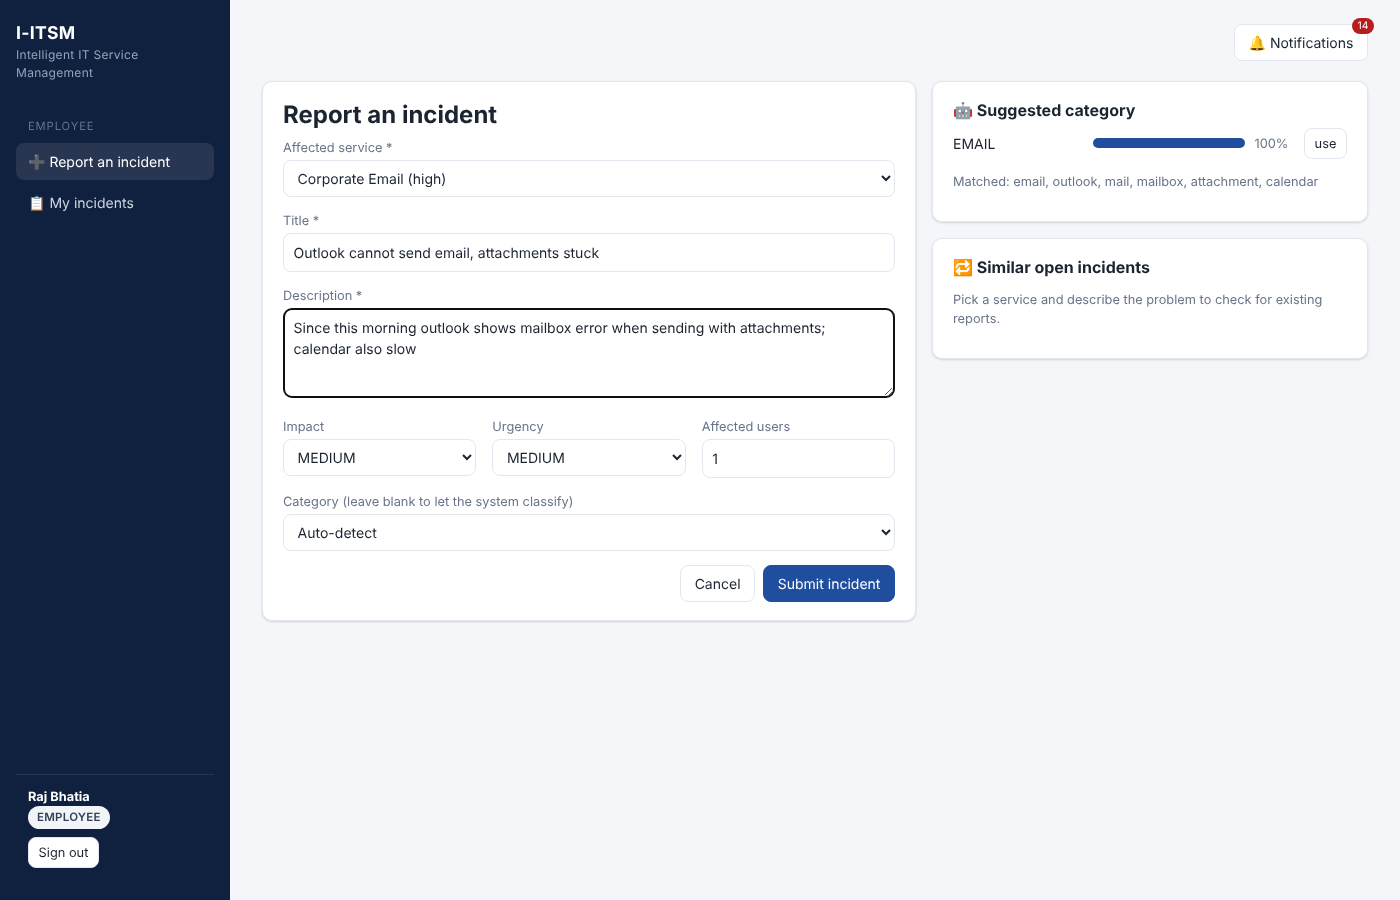 I-ITSM
Intelligent IT Service
Management
EMPLOYEE
➕ Report an incident
📋 My incidents
Raj Bhatia
EMPLOYEE
Sign out
🔔 Notifications
14
Report an incident
Affected service *
Corporate Email (high)
Title *
Outlook cannot send email, attachments stuck
Description *
Since this morning outlook shows mailbox error when sending with attachments;
calendar also slow
Impact
MEDIUM
Urgency
MEDIUM
Affected users
1
Category (leave blank to let the system classify)
Auto-detect
Cancel
Submit incident
🤖 Suggested category
EMAIL
100%
use
Matched: email, outlook, mail, mailbox, attachment, calendar
🔁 Similar open incidents
Pick a service and describe the problem to check for existing
reports.